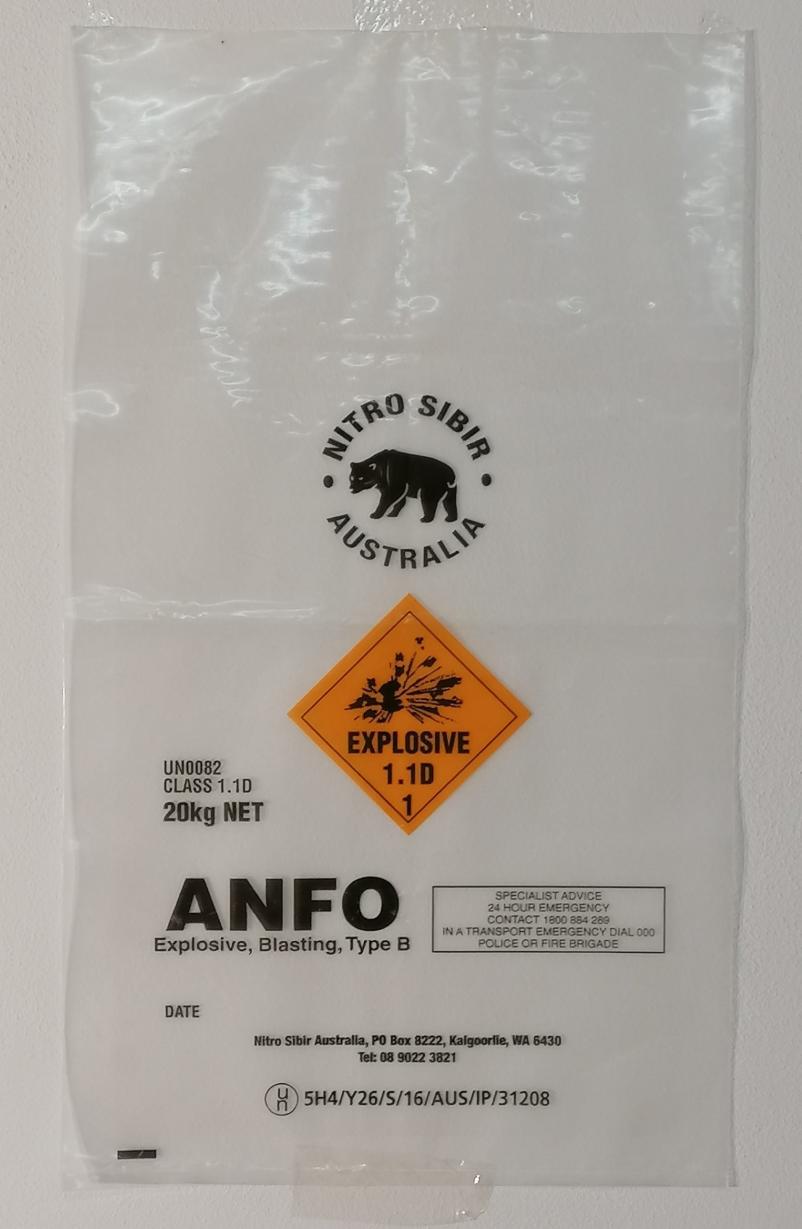 NITRO SIBIR
AUSTRALIA
EXPLOSIVE
1.1D
1
UN0082
CLASS 1.1D
20kg NET
ANFO
Explosive, Blasting, Type B
SPECIALIST ADVICE
24 HOUR EMERGENCY
CONTACT 1800 884 289
IN A TRANSPORT EMERGENCY DIAL 000
POLICE OR FIRE BRIGADE
DATE
Nitro Sibir Australia, PO Box 8222, Kalgoorlie, WA 6430
Tel: 08 9022 3821
un 5H4/Y26/S/16/AUS/IP/31208